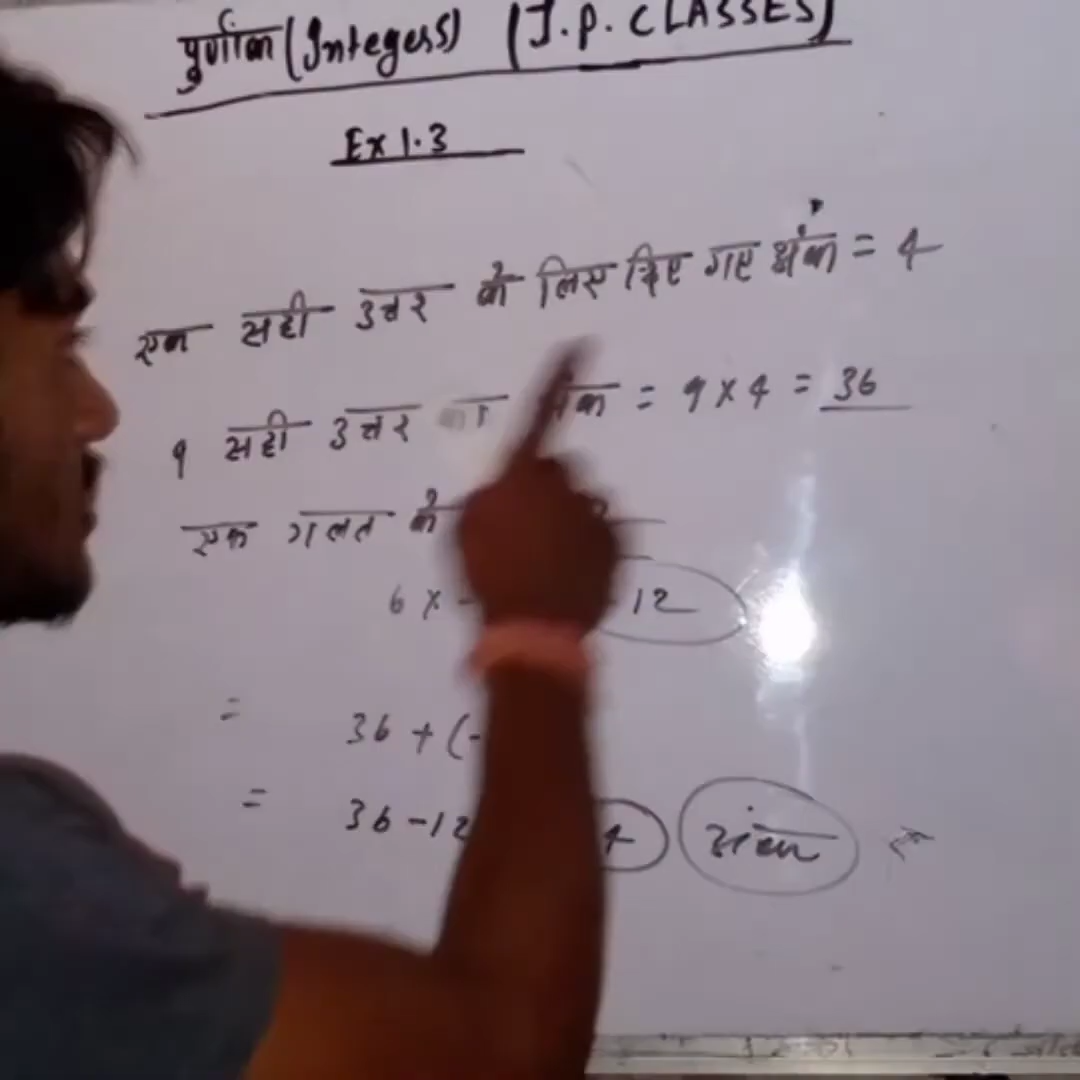 पुर्णांक (Integers) (J.P. CLASSES)
Ex 1.3
एक सही उत्तर के लिए दिए गए अंक = 4
9 सही उत्तर का अंक = 9 x 4 = 36
एक गलत के
6 x - 12
= 36 + (-
= 36 - 12 4 अंक